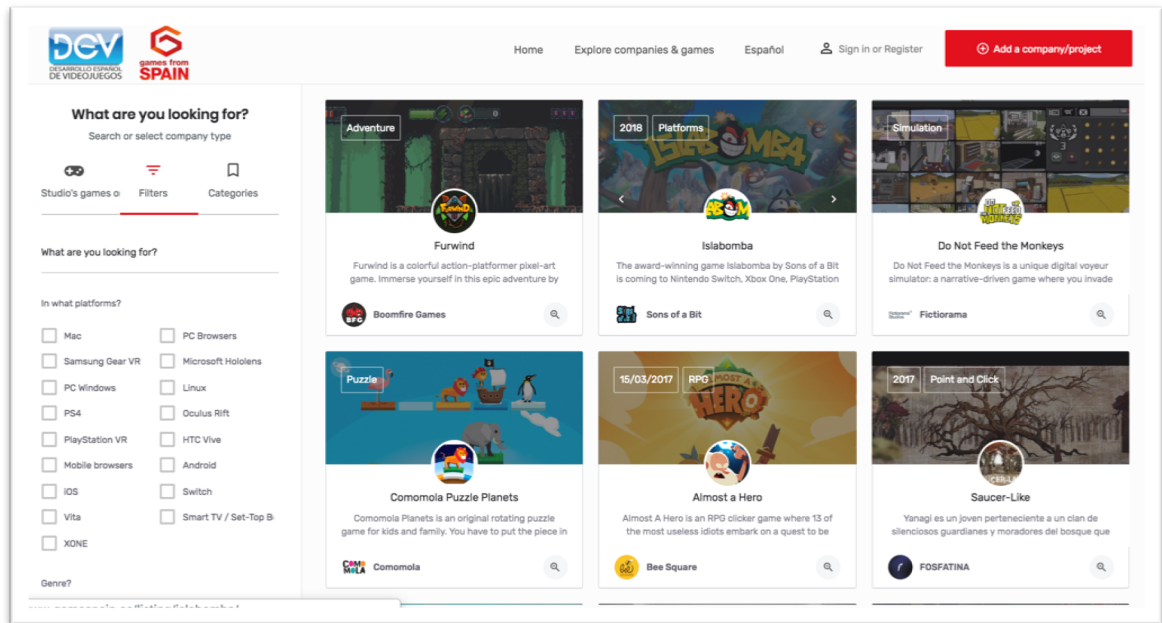 DEV
DESARROLLO ESPAÑOL
DE VIDEOJUEGOS
games from
SPAIN
Home
Explore companies & games
Español
Sign in or Register
Add a company/project
What are you looking for?
Search or select company type
Studio's games o
Filters
Categories
What are you looking for?
In what platforms?
Mac
PC Browsers
Samsung Gear VR
Microsoft Hololens
PC Windows
Linux
PS4
Oculus Rift
PlayStation VR
HTC Vive
Mobile browsers
Android
iOS
Switch
Vita
Smart TV / Set-Top B
XONE
Genre?
Adventure
FURWIND
Furwind
Furwind is a colorful action-platformer pixel-art
game. Immerse yourself in this epic adventure by
BFG
Boomfire Games
2018
Platforms
ISLABOMBA
Islabomba
The award-winning game Islabomba by Sons of a Bit
is coming to Nintendo Switch, Xbox One, PlayStation
Sons of a Bit
Simulation
DO NOT FEED
MONKEYS
Do Not Feed the Monkeys
Do Not Feed the Monkeys is a unique digital voyeur
simulator: a narrative-driven game where you invade
Fictiorama
Puzzle
Comomola Puzzle Planets
Comomola Planets is an original rotating puzzle
game for kids and family. You have to put the piece in
COMO
MOLA
Comomola
15/03/2017
RPG
ALMOST A
HERO
Almost a Hero
Almost A Hero is an RPG clicker game where 13 of
the most useless idiots embark on a quest to be
Bee Square
2017
Point and Click
Saucer-Like
Yanagi es un joven perteneciente a un clan de
silenciosos guardianes y moradores del bosque que
FOSFATINA